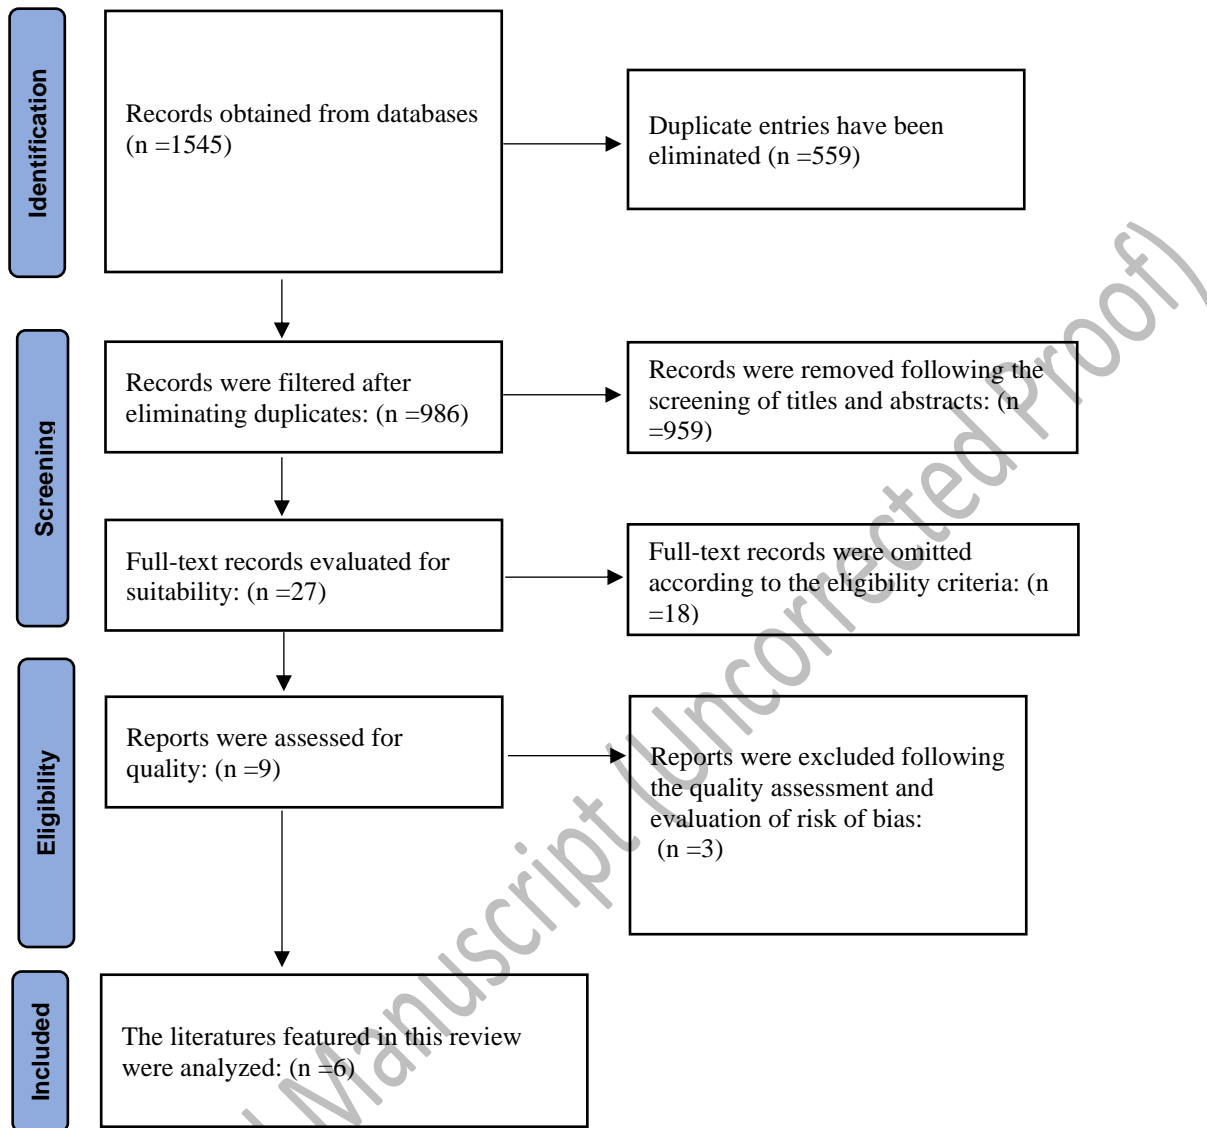 Identification
Records obtained from databases
(n =1545)
Duplicate entries have been
eliminated (n =559)
Screening
Records were filtered after
eliminating duplicates: (n =986)
Records were removed following the
screening of titles and abstracts: (n
=959)
Full-text records evaluated for
suitability: (n =27)
Full-text records were omitted
according to the eligibility criteria: (n
=18)
Eligibility
Reports were assessed for
quality: (n =9)
Reports were excluded following
the quality assessment and
evaluation of risk of bias:
(n =3)
Included
The literatures featured in this review
were analyzed: (n =6)
Manuscript (Uncorrected Proof)